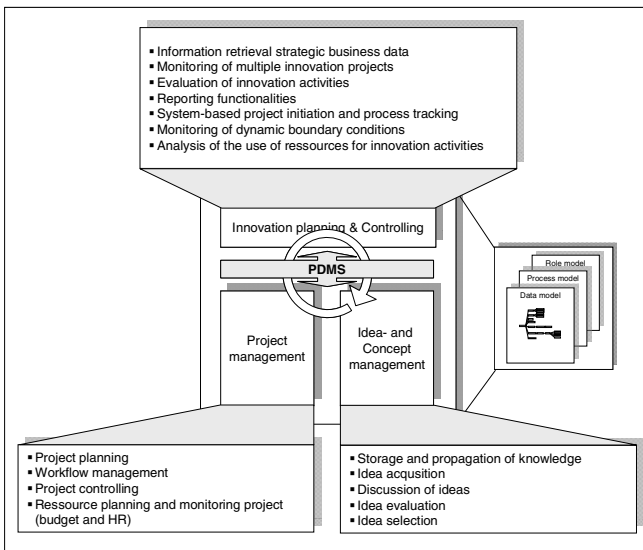 ▪ Information retrieval strategic business data
▪ Monitoring of multiple innovation projects
▪ Evaluation of innovation activities
▪ Reporting functionalities
▪ System-based project initiation and process tracking
▪ Monitoring of dynamic boundary conditions
▪ Analysis of the use of ressources for innovation activities
Innovation planning & Controlling
PDMS
Project
management
Idea- and
Concept
management
Role model
Process model
Data model
▪ Project planning
▪ Workflow management
▪ Project controlling
▪ Ressource planning and monitoring project
(budget and HR)
▪ Storage and propagation of knowledge
▪ Idea acqusition
▪ Discussion of ideas
▪ Idea evaluation
▪ Idea selection